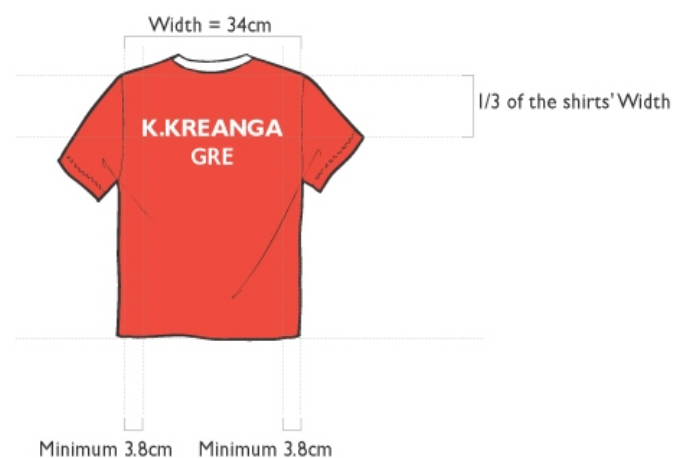 Width = 34cm
1/3 of the shirts' Width
K.KREANGA
GRE
Minimum 3.8cm Minimum 3.8cm